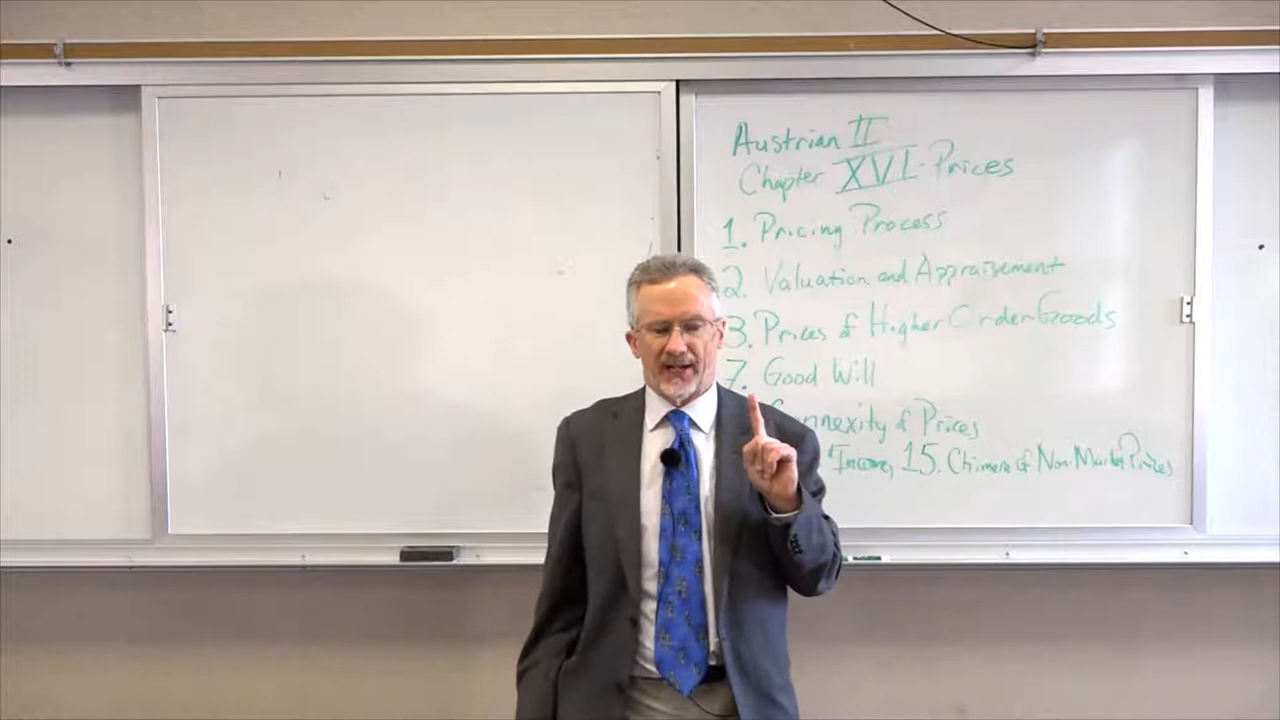 Austrian II
Chapter XVI - Prices
1. Pricing Process
2. Valuation and Appraisement
3. Prices of Higher Order Goods
7. Good Will
Connexity of Prices
Income, 15. Chimera of Non-Market Prices